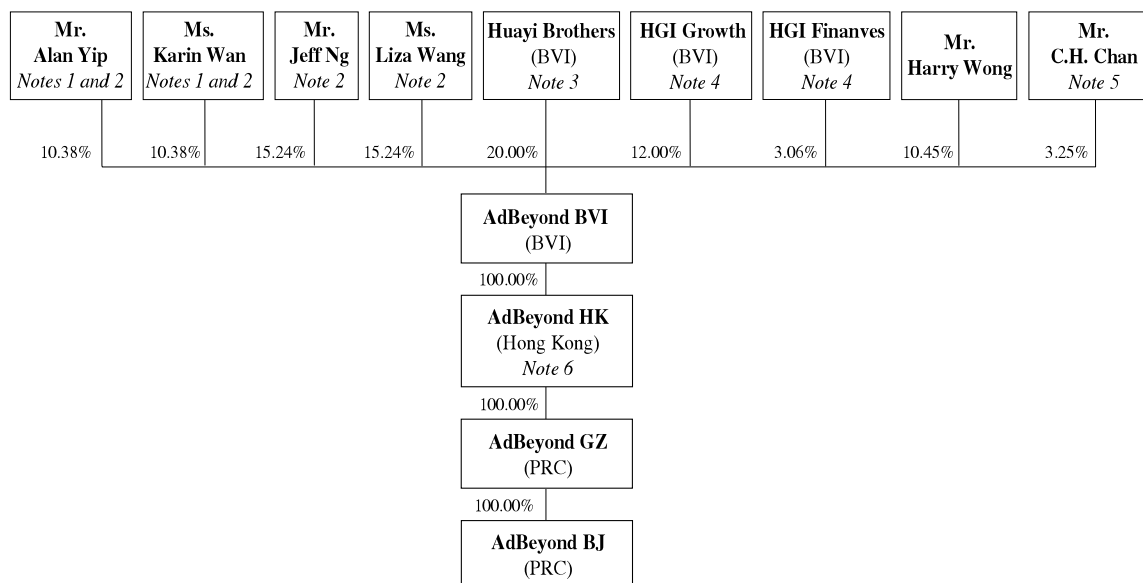 Mr.
Alan Yip
Notes 1 and 2
Ms.
Karin Wan
Notes 1 and 2
Mr.
Jeff Ng
Note 2
Ms.
Liza Wang
Note 2
Huayi Brothers
(BVI)
Note 3
HGI Growth
(BVI)
Note 4
HGI Finanves
(BVI)
Note 4
Mr.
Harry Wong
Mr.
C.H. Chan
Note 5
10.38%
10.38%
15.24%
15.24%
20.00%
12.00%
3.06%
10.45%
3.25%
AdBeyond BVI
(BVI)
100.00%
AdBeyond HK
(Hong Kong)
Note 6
100.00%
AdBeyond GZ
(PRC)
100.00%
AdBeyond BJ
(PRC)